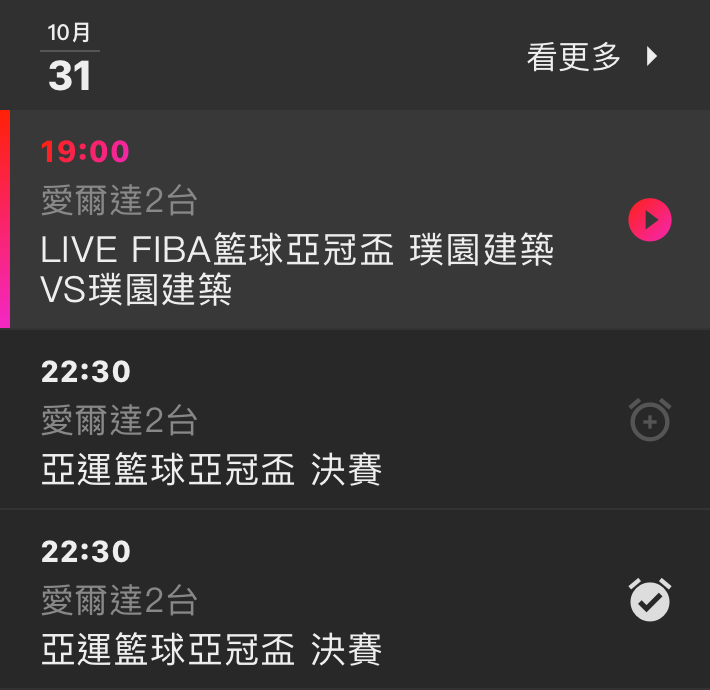 10月
31
看更多
19:00
愛爾達2台
LIVE FIBA籃球亞冠盃 璞園建築
VS璞園建築
22:30
愛爾達2台
亞運籃球亞冠盃 決賽
22:30
愛爾達2台
亞運籃球亞冠盃 決賽